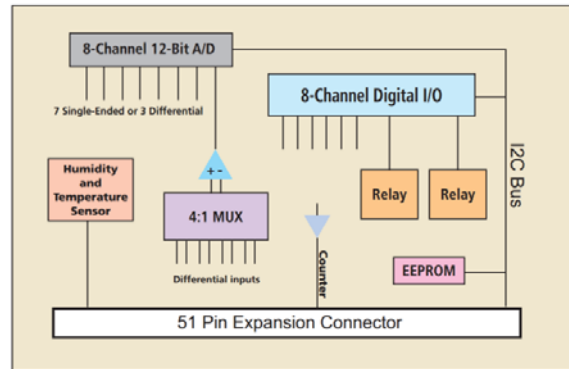 8-Channel 12-Bit A/D
7 Single-Ended or 3 Differential
8-Channel Digital I/O
Humidity
and
Temperature
Sensor
+ -
4:1 MUX
Differential inputs
Relay
Relay
I2C Bus
Counter
EEPROM
51 Pin Expansion Connector